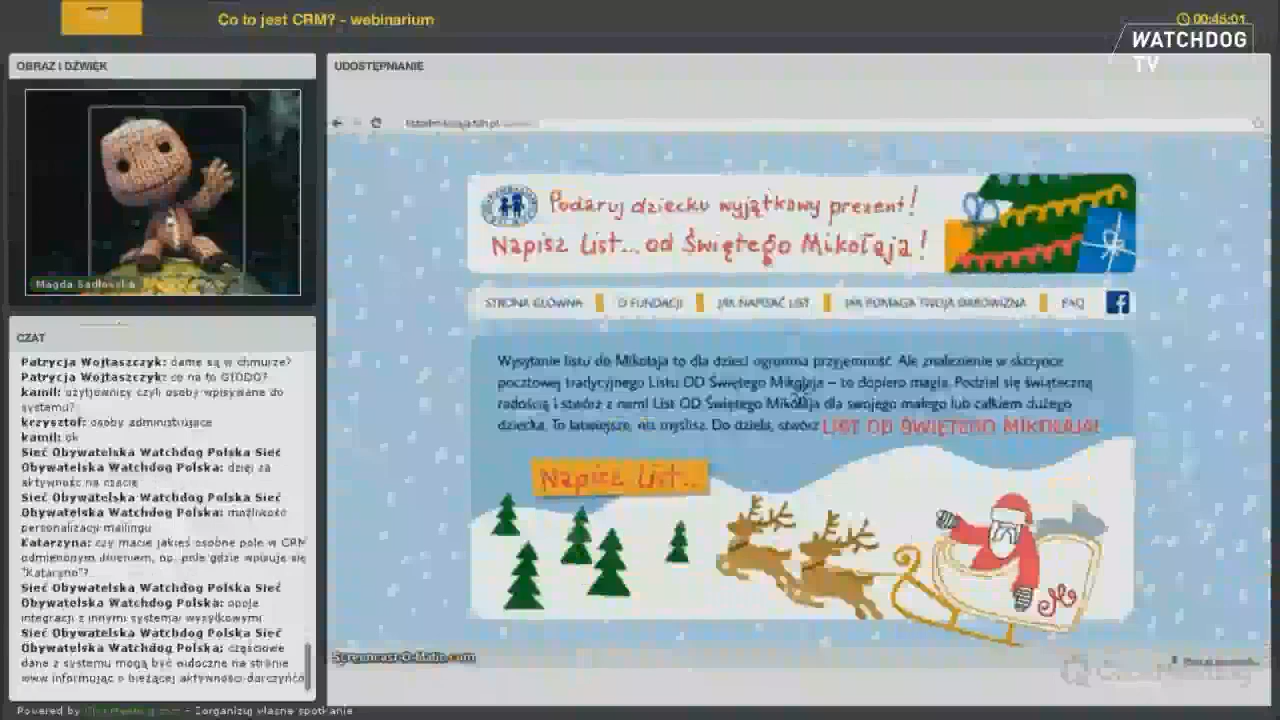 Co to jest CRM? - webinarium
00:45:01
WATCHDOG
TV
OBRAZ I DŹWIĘK
UDOSTĘPNIANIE
Magda Sadłowska
Podaruj dziecku wyjątkowy prezent!
Napisz List... od Świętego Mikołaja!
STRONA GŁÓWNA
O FUNDACJI
JAK NAPISAĆ LIST
JAK POMAGA TWOJA DAROWIZNA
FAQ
Wysyłanie listu do Mikołaja to dla dzieci ogromna przyjemność. Ale znalezienie w skrzynce
pocztowej tradycyjnego Listu OD Świętego Mikołaja – to dopiero magia. Podziel się świąteczną
radością i stwórz z nami List OD Świętego Mikołaja dla swojego małego lub całkiem dużego
dziecka. To łatwiejsze, niż myślisz. Do dzieła, stwórz LIST OD ŚWIĘTEGO MIKOŁAJA!
Napisz List...
CZAT
Patrycja Wojtaszczyk: dame są w chmurze?
Patrycja Wojtaszczyk: co na to GIODO?
kamil: użytjownicy czyli osoby wpisywane do
systemu?
krzysztof: osoby administrujące
kamil: ok
Sieć Obywatelska Watchdog Polska Sieć
Obywatelska Watchdog Polska: dzięi za
aktywność na czacie
Sieć Obywatelska Watchdog Polska Sieć
Obywatelska Watchdog Polska: możliwość
personalizacji mailingu
Katarzyna: czy macie jakieś osobne pole w CRM
odmienonym imieniem, np. pole gdzie wpisuje się
"Kataryno"?
Sieć Obywatelska Watchdog Polska Sieć
Obywatelska Watchdog Polska: opcje
integracji z innymi systemai wysyłkowymi
Sieć Obywatelska Watchdog Polska Sieć
Obywatelska Watchdog Polska: częściowe
dane z systemu mogą być widoczne na stronie
www informując o bieżącej aktywności darczyńcó
Screencast-O-Matic.com
ClickMeeting
Powered by ClickMeeting.com - Zorganizuj własne spotkanie